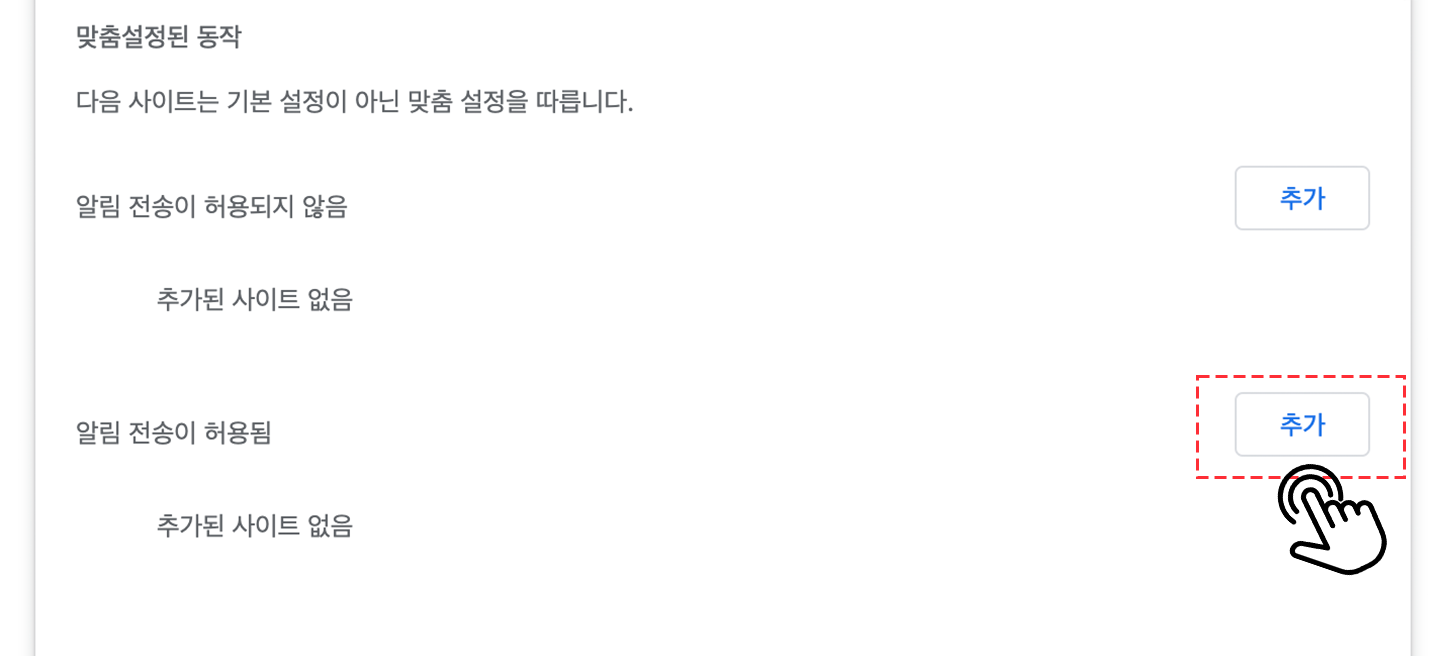 맞춤설정된 동작
다음 사이트는 기본 설정이 아닌 맞춤 설정을 따릅니다.
알림 전송이 허용되지 않음
추가
추가된 사이트 없음
알림 전송이 허용됨
추가
추가된 사이트 없음